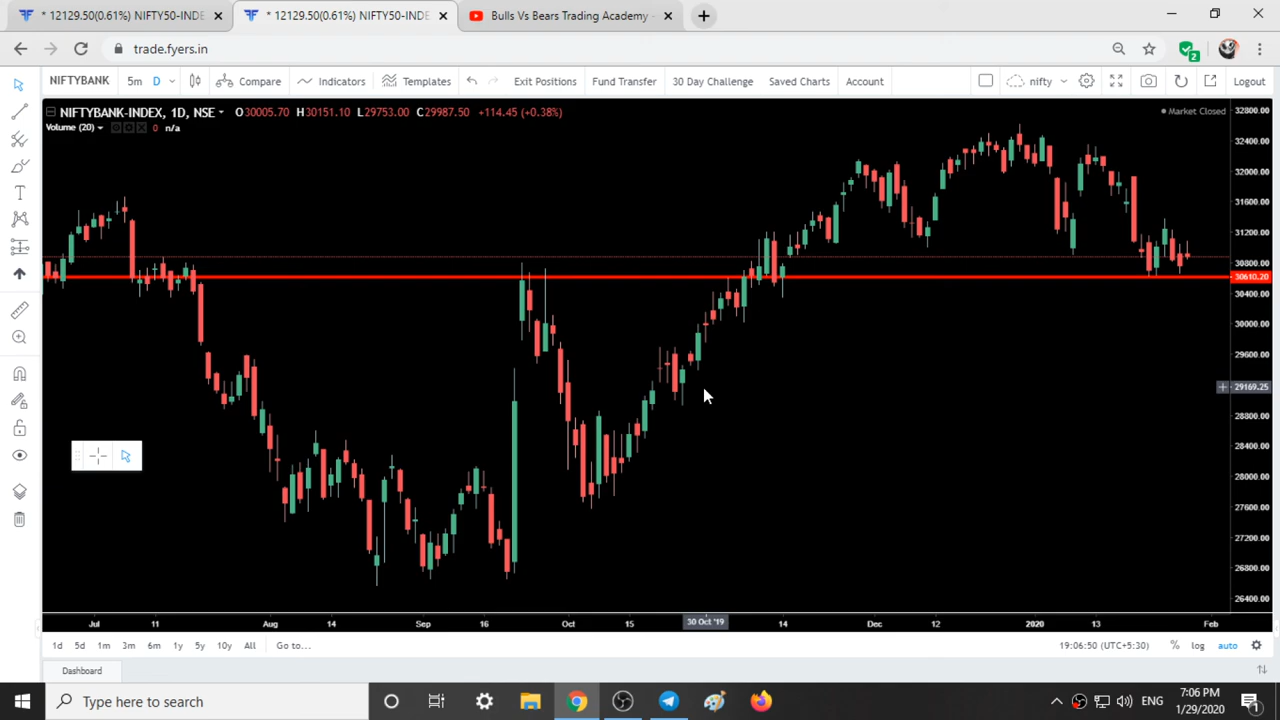 * 12129.50(0.61%) NIFTY50-INDE
* 12129.50(0.61%) NIFTY50-INDE
Bulls Vs Bears Trading Academy -
trade.fyers.in
2
NIFTYBANK
5m
D
Compare
Indicators
Templates
Exit Positions
Fund Transfer
30 Day Challenge
Saved Charts
Account
nifty
Logout
NIFTYBANK-INDEX, 1D, NSE
O30005.70 H30151.10 L29753.00 C29987.50 +114.45 (+0.38%)
Market Closed
Volume (20)
0 n/a
32800.00
32400.00
32000.00
31600.00
31200.00
30800.00
30610.20
30400.00
30000.00
29600.00
29169.25
28800.00
28400.00
28000.00
27600.00
27200.00
26800.00
26400.00
Jul
11
Aug
14
Sep
16
Oct
15
30 Oct '19
14
Dec
12
2020
13
Feb
1d
5d
1m
3m
6m
1y
5y
10y
All
Go to...
19:06:50 (UTC+5:30)
%
log
auto
Dashboard
Type here to search
ENG
7:06 PM
1/29/2020
1